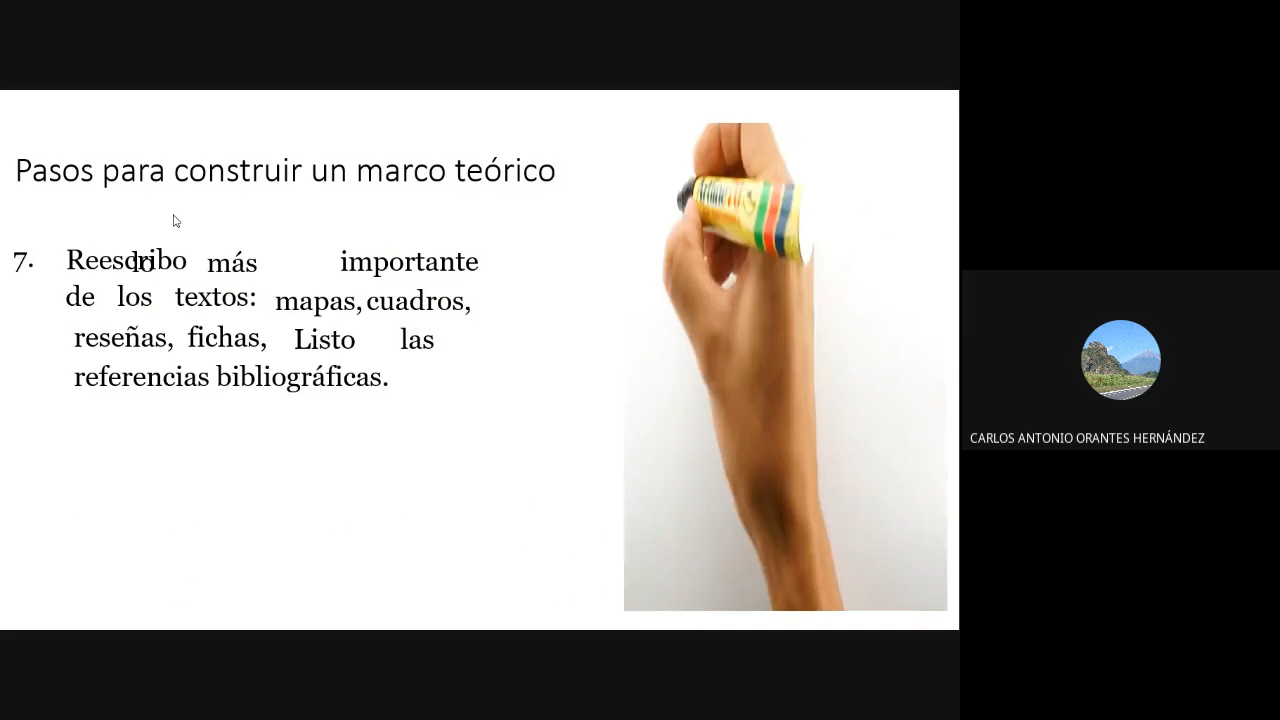 Pasos para construir un marco teórico
7. Reescribo lo más importante
de los textos: mapas, cuadros,
reseñas, fichas, Listo las
referencias bibliográficas.
CARLOS ANTONIO ORANTES HERNÁNDEZ